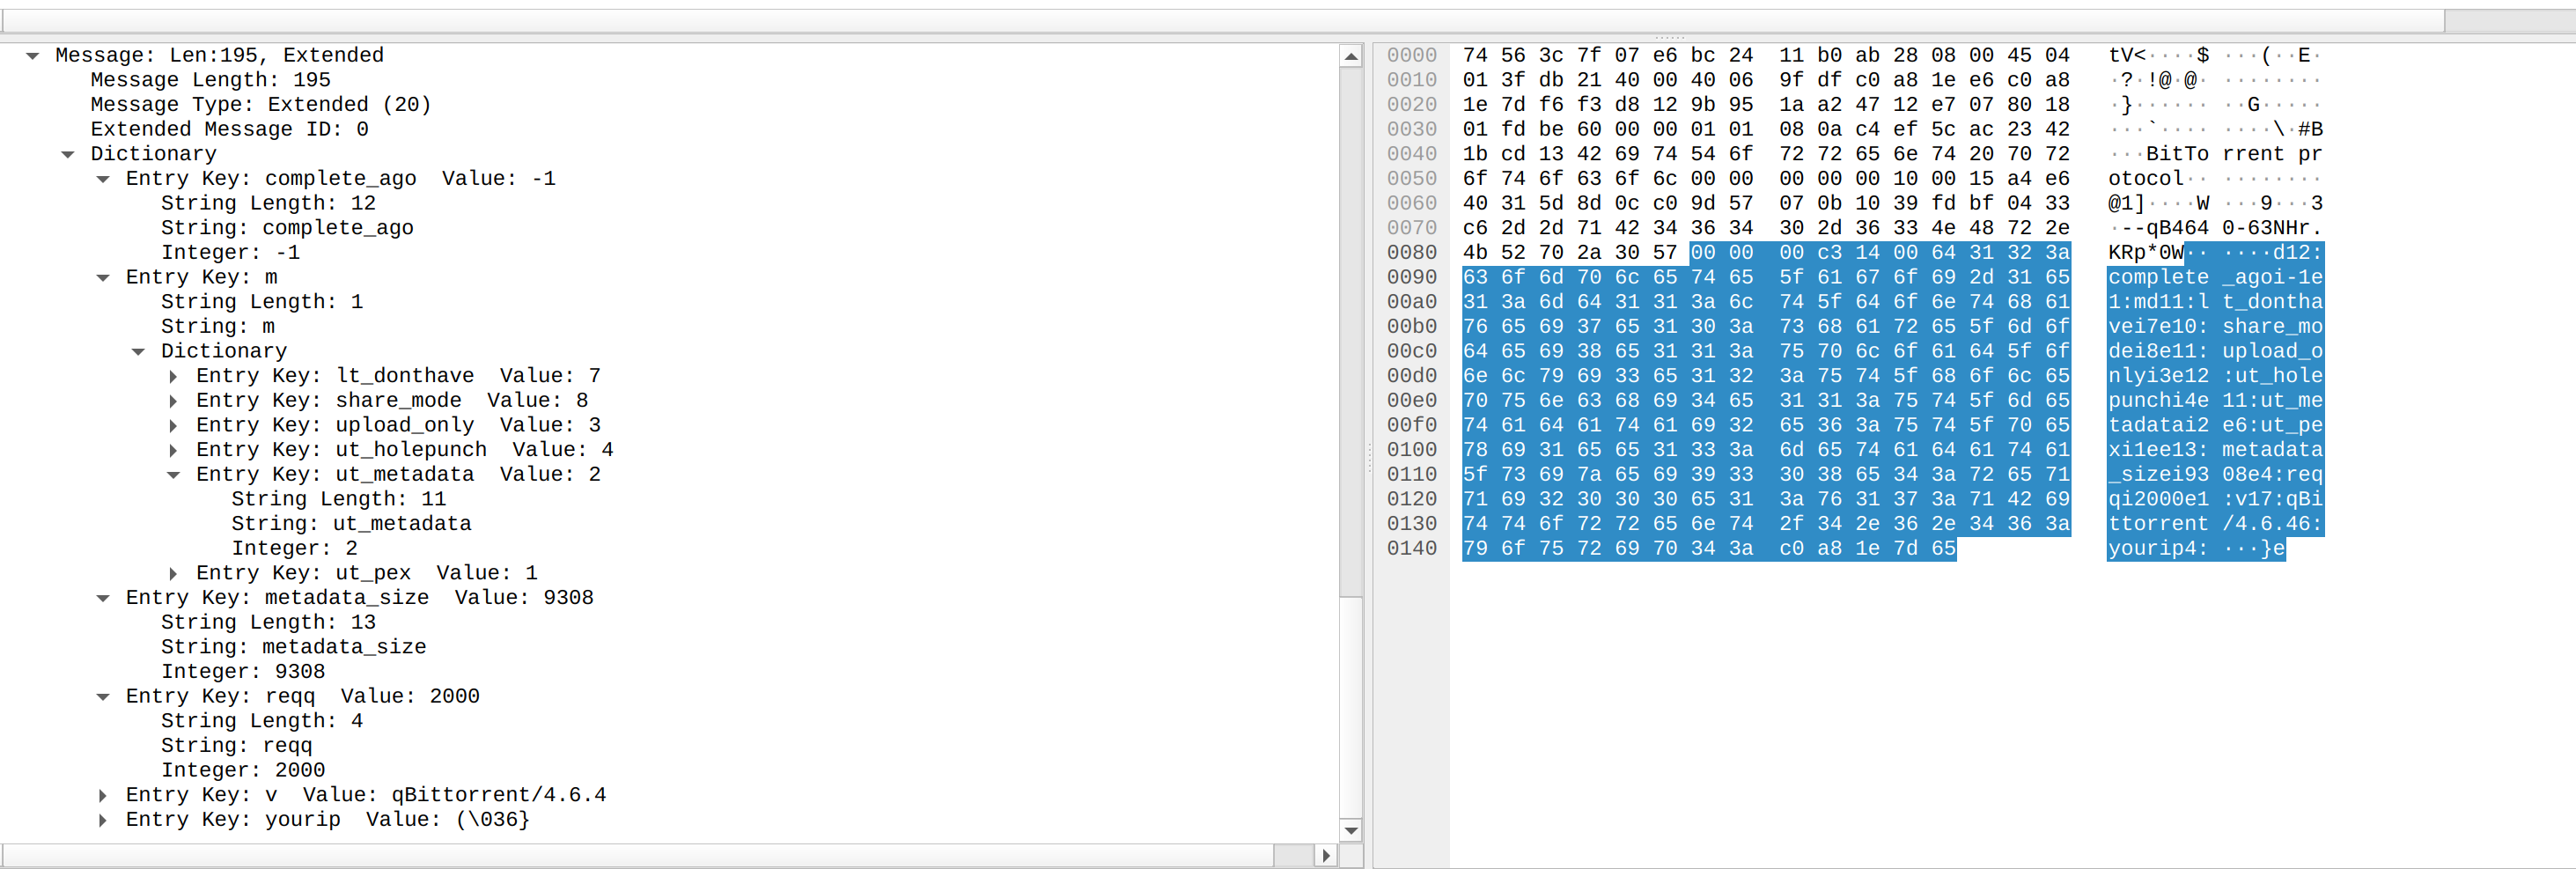 Message: Len:195, Extended
Message Length: 195
Message Type: Extended (20)
Extended Message ID: 0
Dictionary
Entry Key: complete_ago  Value: -1
String Length: 12
String: complete_ago
Integer: -1
Entry Key: m
String Length: 1
String: m
Dictionary
Entry Key: lt_donthave  Value: 7
Entry Key: share_mode  Value: 8
Entry Key: upload_only  Value: 3
Entry Key: ut_holepunch  Value: 4
Entry Key: ut_metadata  Value: 2
String Length: 11
String: ut_metadata
Integer: 2
Entry Key: ut_pex  Value: 1
Entry Key: metadata_size  Value: 9308
String Length: 13
String: metadata_size
Integer: 9308
Entry Key: reqq  Value: 2000
String Length: 4
String: reqq
Integer: 2000
Entry Key: v  Value: qBittorrent/4.6.4
Entry Key: yourip  Value: (\036}
0000 74 56 3c 7f 07 e6 bc 24 11 b0 ab 28 08 00 45 04 tV<····$ ···(··E·
0010 01 3f db 21 40 00 40 06 9f df c0 a8 1e e6 c0 a8 ·?·!@·@· ········
0020 1e 7d f6 f3 d8 12 9b 95 1a a2 47 12 e7 07 80 18 ·}······ ··G·····
0030 01 fd be 60 00 00 01 01 08 0a c4 ef 5c ac 23 42 ···`···· ····\·#B
0040 1b cd 13 42 69 74 54 6f 72 72 65 6e 74 20 70 72 ···BitTo rrent pr
0050 6f 74 6f 63 6f 6c 00 00 00 00 00 10 00 15 a4 e6 otocol·· ········
0060 40 31 5d 8d 0c c0 9d 57 07 0b 10 39 fd bf 04 33 @1]····W ···9···3
0070 c6 2d 2d 71 42 34 36 34 30 2d 36 33 4e 48 72 2e ·--qB464 0-63NHr.
0080 4b 52 70 2a 30 57 00 00 00 c3 14 00 64 31 32 3a KRp*0W·· ····d12:
0090 63 6f 6d 70 6c 65 74 65 5f 61 67 6f 69 2d 31 65 complete _agoi-1e
00a0 31 3a 6d 64 31 31 3a 6c 74 5f 64 6f 6e 74 68 61 1:md11:l t_dontha
00b0 76 65 69 37 65 31 30 3a 73 68 61 72 65 5f 6d 6f vei7e10: share_mo
00c0 64 65 69 38 65 31 31 3a 75 70 6c 6f 61 64 5f 6f dei8e11: upload_o
00d0 6e 6c 79 69 33 65 31 32 3a 75 74 5f 68 6f 6c 65 nlyi3e12 :ut_hole
00e0 70 75 6e 63 68 69 34 65 31 31 3a 75 74 5f 6d 65 punchi4e 11:ut_me
00f0 74 61 64 61 74 61 69 32 65 36 3a 75 74 5f 70 65 tadatai2 e6:ut_pe
0100 78 69 31 65 65 31 33 3a 6d 65 74 61 64 61 74 61 xi1ee13: metadata
0110 5f 73 69 7a 65 69 39 33 30 38 65 34 3a 72 65 71 _sizei93 08e4:req
0120 71 69 32 30 30 30 65 31 3a 76 31 37 3a 71 42 69 qi2000e1 :v17:qBi
0130 74 74 6f 72 72 65 6e 74 2f 34 2e 36 2e 34 36 3a ttorrent /4.6.46:
0140 79 6f 75 72 69 70 34 3a c0 a8 1e 7d 65 yourip4: ···}e